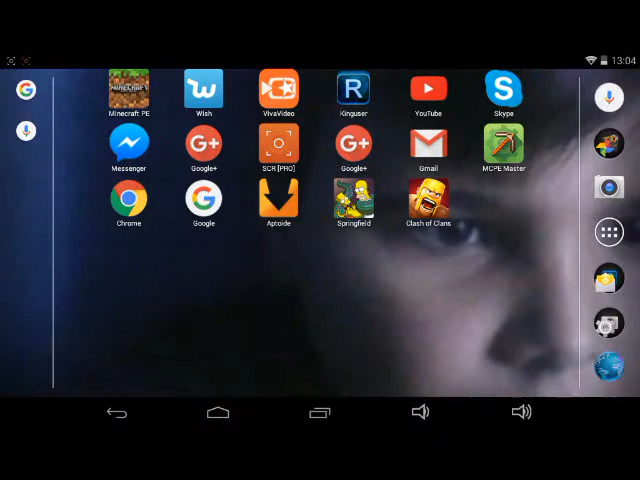 13:04
MINECRAFT
Minecraft PE
Wish
VivaVideo
R
Kinguser
YouTube
Skype
Messenger
G+
Google+
SCR [PRO]
G+
Google+
Gmail
MCPE Master
Chrome
Google
Aptoide
Springfield
Clash of Clans